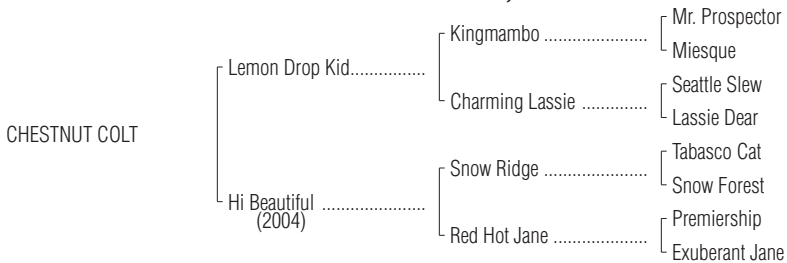 Mr. Prospector
Kingmambo .....................
Miesque
Lemon Drop Kid................
Seattle Slew
Charming Lassie .............
Lassie Dear
CHESTNUT COLT
Tabasco Cat
Snow Ridge .....................
Snow Forest
Hi Beautiful .....................
(2004)
Premiership
Red Hot Jane ...................
Exuberant Jane